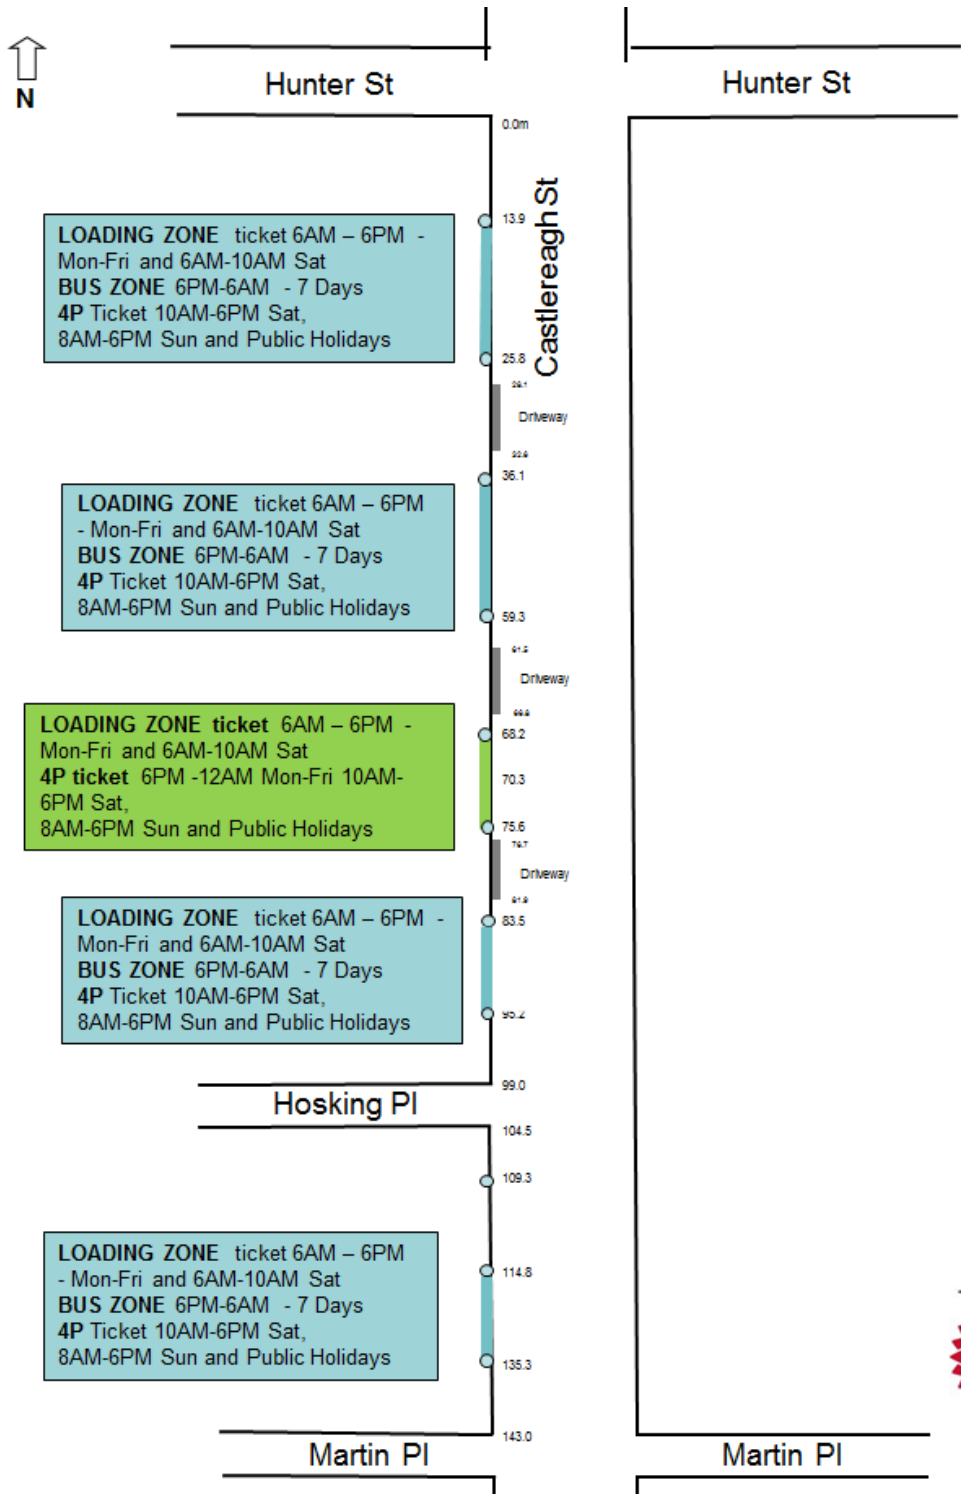 Hunter St
Hunter St
N
0.0m
Castlereagh St
13.9
LOADING ZONE ticket 6AM – 6PM -
Mon-Fri and 6AM-10AM Sat
BUS ZONE 6PM-6AM - 7 Days
4P Ticket 10AM-6PM Sat,
8AM-6PM Sun and Public Holidays
25.8
Driveway
36.1
LOADING ZONE ticket 6AM – 6PM
- Mon-Fri and 6AM-10AM Sat
BUS ZONE 6PM-6AM - 7 Days
4P Ticket 10AM-6PM Sat,
8AM-6PM Sun and Public Holidays
59.3
Driveway
68.2
LOADING ZONE ticket 6AM – 6PM -
Mon-Fri and 6AM-10AM Sat
4P ticket 6PM -12AM Mon-Fri 10AM-
6PM Sat,
8AM-6PM Sun and Public Holidays
70.3
75.6
Driveway
83.5
LOADING ZONE ticket 6AM – 6PM -
Mon-Fri and 6AM-10AM Sat
BUS ZONE 6PM-6AM - 7 Days
4P Ticket 10AM-6PM Sat,
8AM-6PM Sun and Public Holidays
95.2
99.0
Hosking Pl
104.5
109.3
114.8
LOADING ZONE ticket 6AM – 6PM
- Mon-Fri and 6AM-10AM Sat
BUS ZONE 6PM-6AM - 7 Days
4P Ticket 10AM-6PM Sat,
8AM-6PM Sun and Public Holidays
135.3
143.0
Martin Pl
Martin Pl